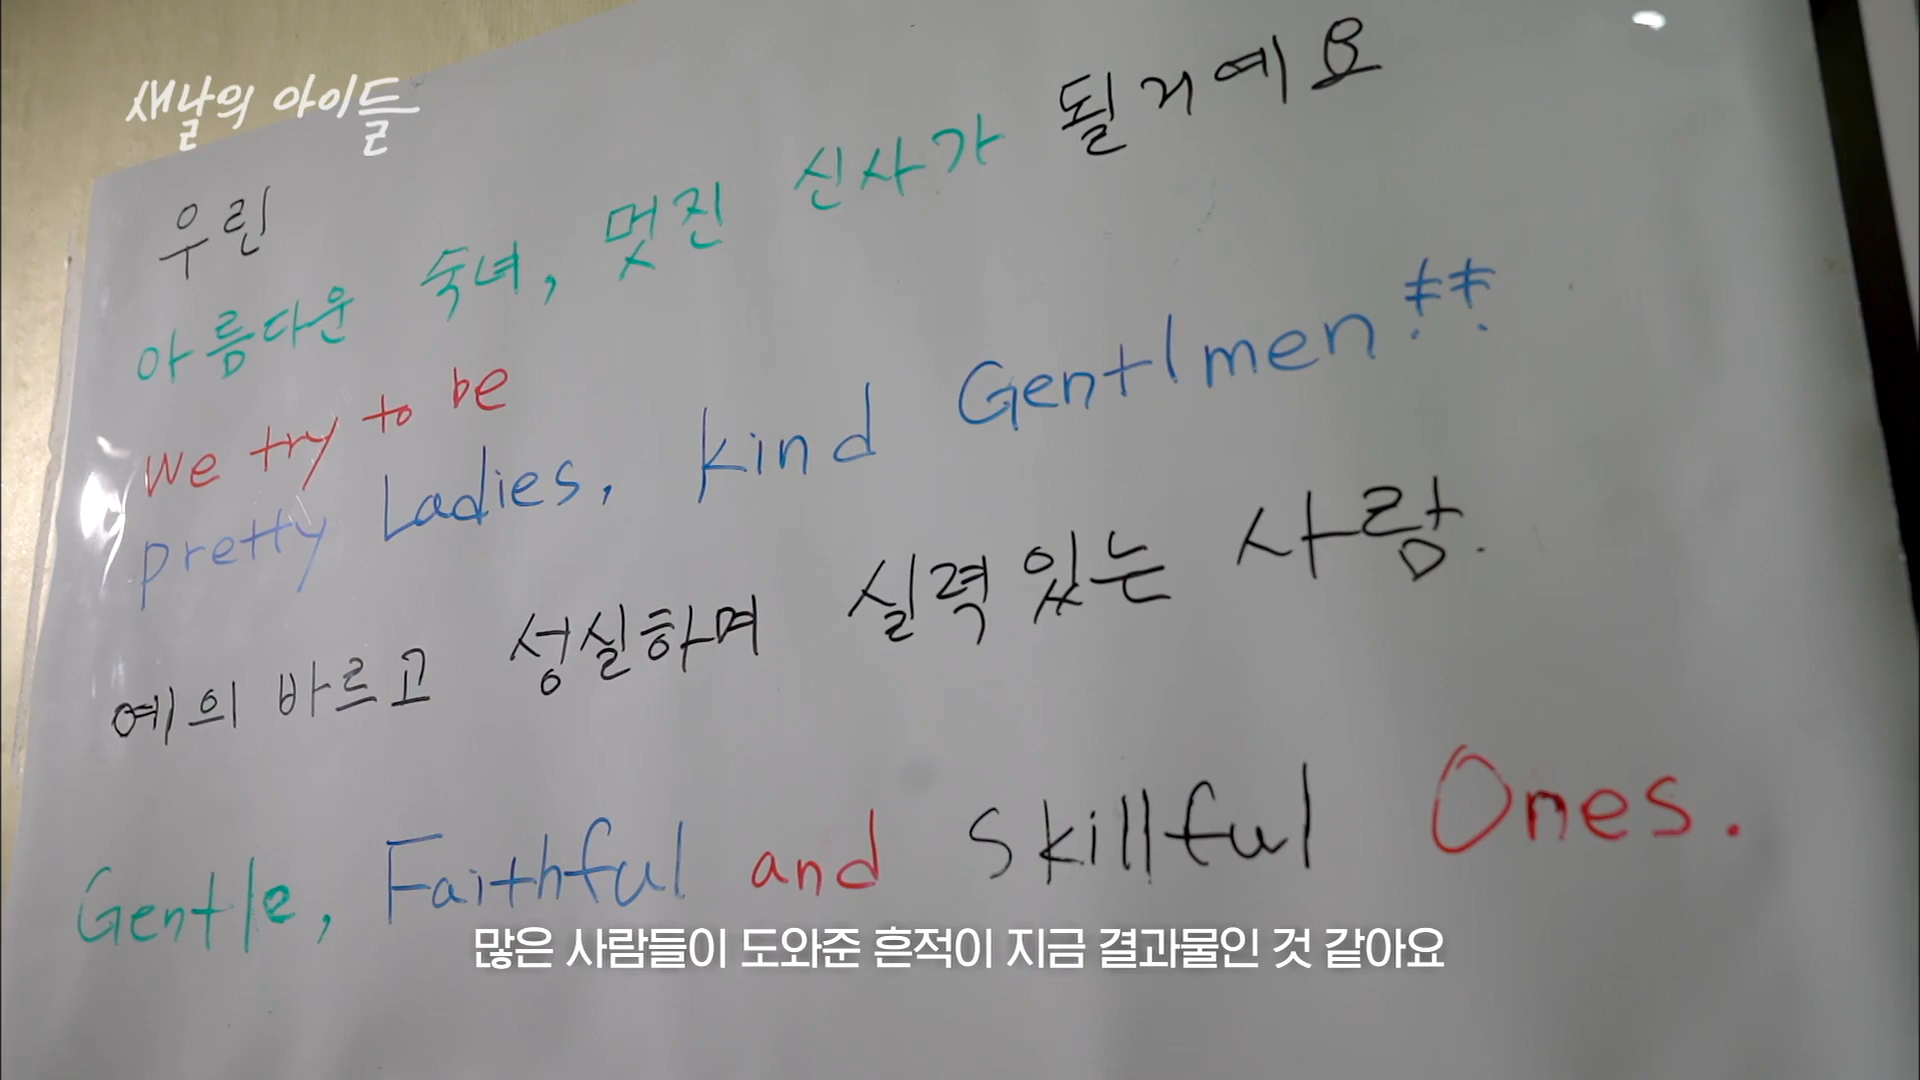 새날의 아이들
우린
아름다운 숙녀, 멋진 신사가 될거예요
we try to be
pretty Ladies, kind Gentlmen!!
예의 바르고 성실하며 실력있는 사람.
Gentle, Faithful and skillful Ones.
많은 사람들이 도와준 흔적이 지금 결과물인 것 같아요